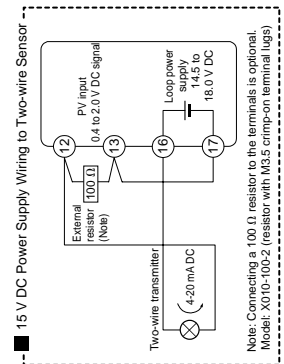 15 V DC Power Supply Wiring to Two-wire Sensor
PV input
0.4 to 2.0 V DC signal
Loop power
supply
14.5 to
18.0 V DC
12
13
16
17
100 Ω
External
resistor
(Note)
Two-wire transmitter
4-20 mA DC
Note: Connecting a 100 Ω resistor to the terminals is optional.
Model: X010-100-2 (resistor with M3.5 crimp-on terminal lugs)